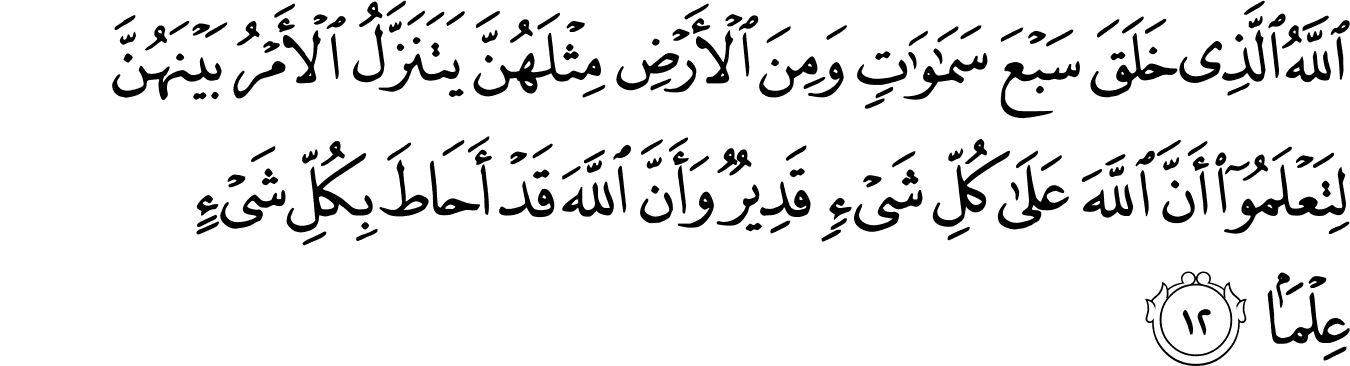 ٱللَّهُ ٱلَّذِى خَلَقَ سَبْعَ سَمَٰوَٰتٍ وَمِنَ ٱلْأَرْضِ مِثْلَهُنَّ يَتَنَزَّلُ ٱلْأَمْرُ بَيْنَهُنَّ
لِتَعْلَمُوٓا۟ أَنَّ ٱللَّهَ عَلَىٰ كُلِّ شَىْءٍ قَدِيرٌ وَأَنَّ ٱللَّهَ قَدْ أَحَاطَ بِكُلِّ شَىْءٍ
عِلْمًۢا ١٢